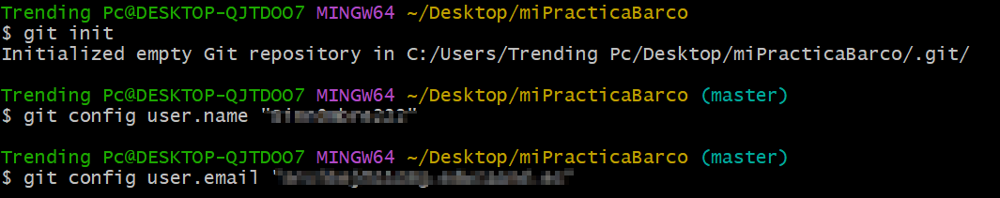 Trending Pc@DESKTOP-QJTDOO7 MINGW64 ~/Desktop/miPracticaBarco
$ git init
Initialized empty Git repository in C:/Users/Trending Pc/Desktop/miPracticaBarco/.git/
Trending Pc@DESKTOP-QJTDOO7 MINGW64 ~/Desktop/miPracticaBarco (master)
$ git config user.name "
Trending Pc@DESKTOP-QJTDOO7 MINGW64 ~/Desktop/miPracticaBarco (master)
$ git config user.email "